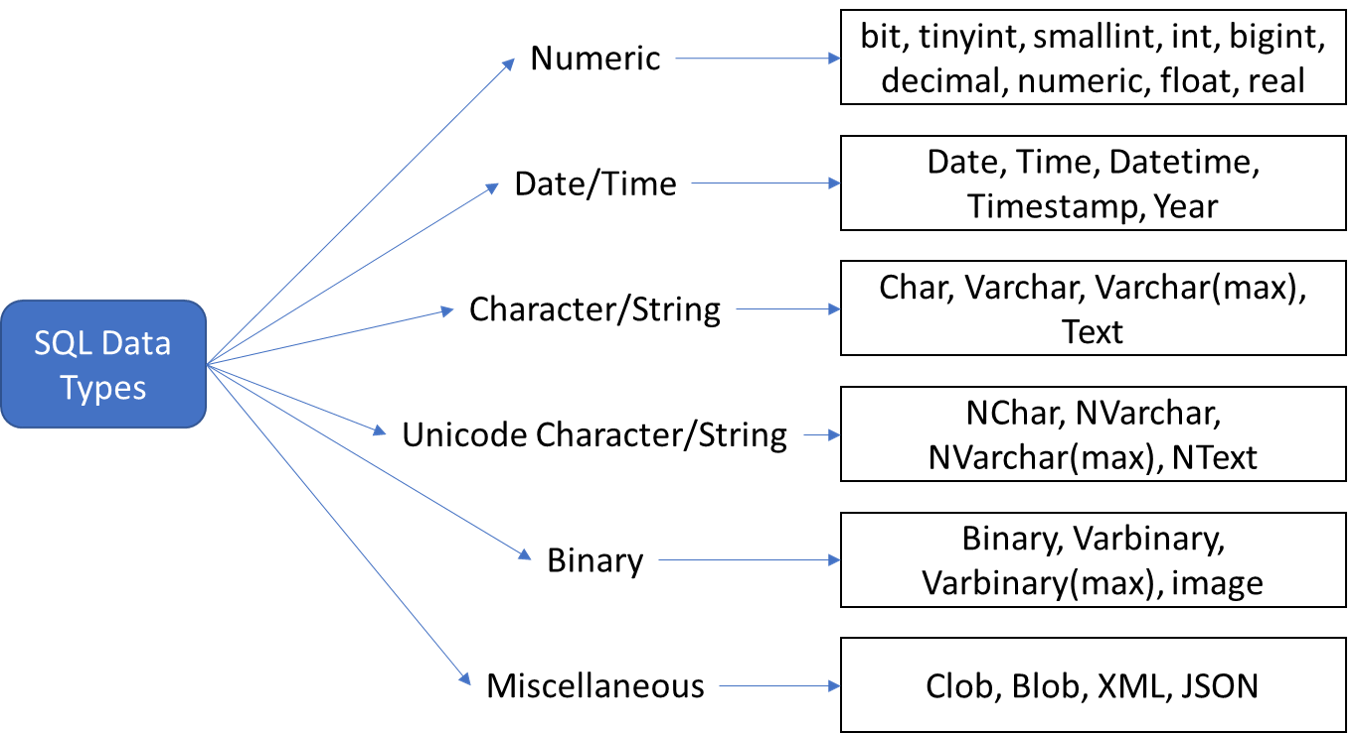 SQL Data
Types
Numeric
bit, tinyint, smallint, int, bigint,
decimal, numeric, float, real
Date/Time
Date, Time, Datetime,
Timestamp, Year
Character/String
Char, Varchar, Varchar(max),
Text
Unicode Character/String
NChar, NVarchar,
NVarchar(max), NText
Binary
Binary, Varbinary,
Varbinary(max), image
Miscellaneous
Clob, Blob, XML, JSON